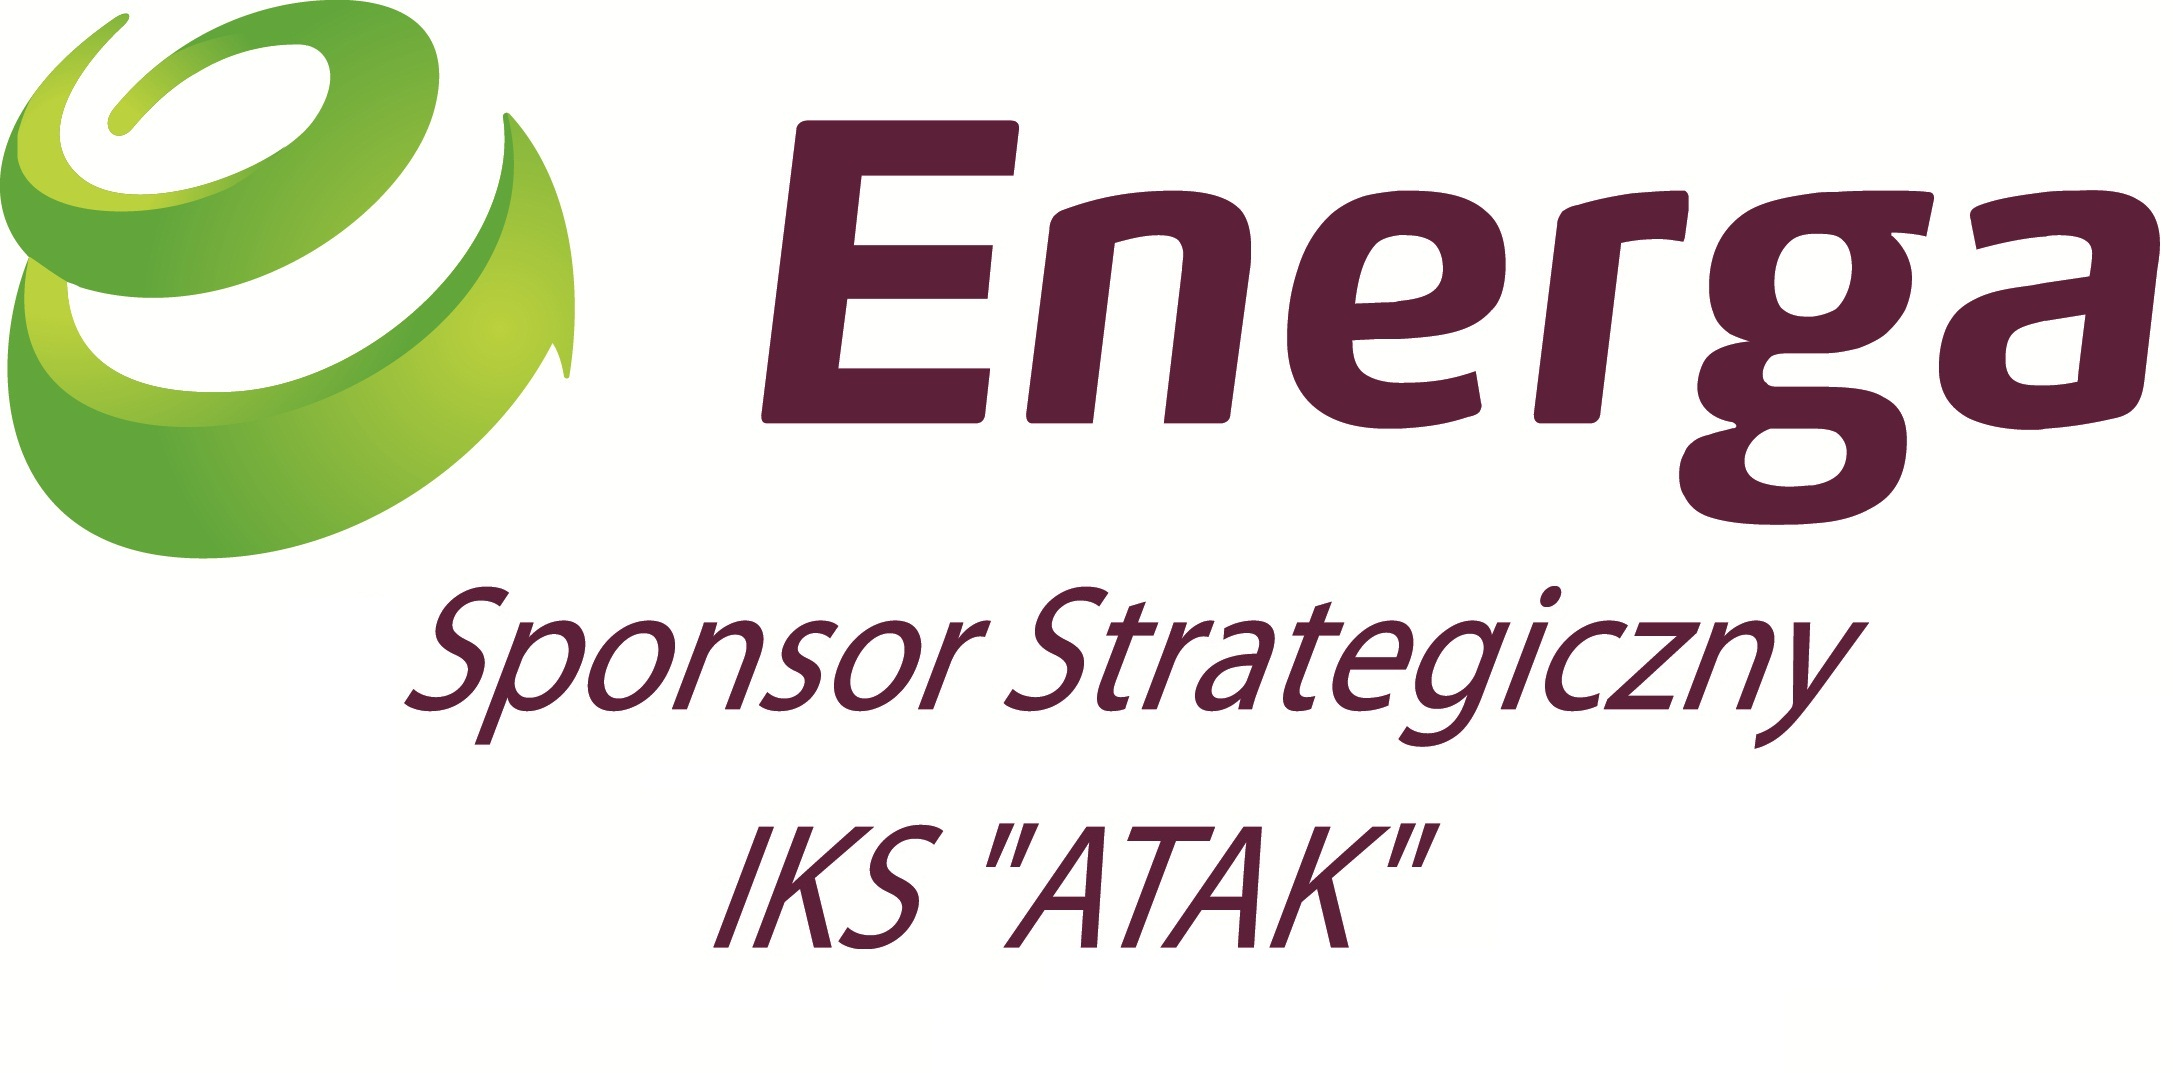 Energa
Sponsor Strategiczny
IKS "ATAK"